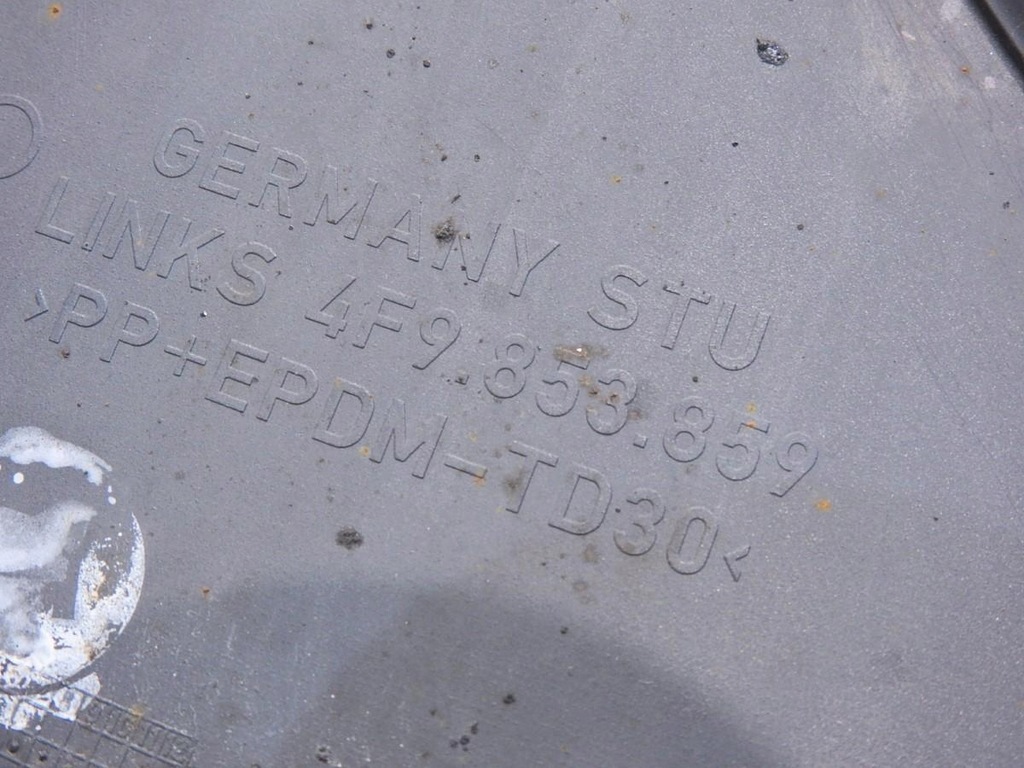 GERMANY STU
LINKS 4F9.853.859
>PP+EPDM-TD30<